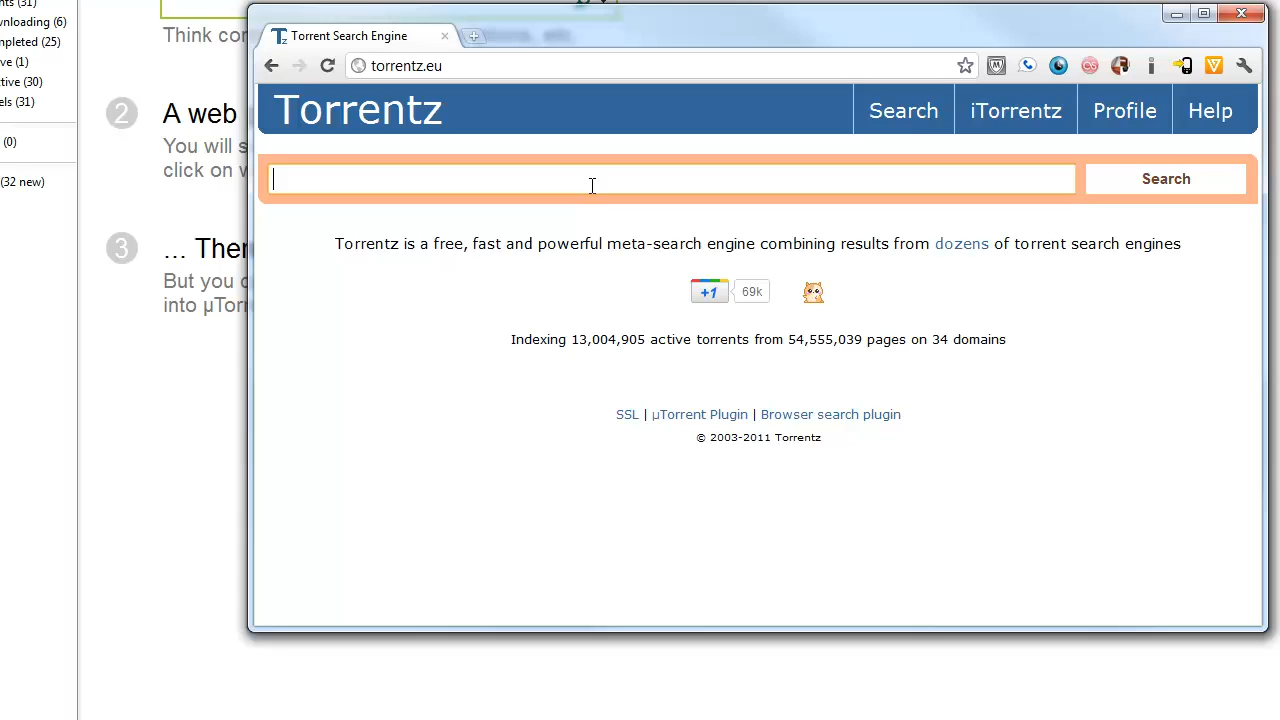 (31)
wnloading (6)
mpleted (25)
ve (1)
ctive (30)
els (31)
(0)
(32 new)
Think con
2 A web
You will s
click on w
3 ... Then
But you c
into µTorr
Torrent Search Engine
torrentz.eu
Torrentz Search iTorrentz Profile Help
Search
Torrentz is a free, fast and powerful meta-search engine combining results from dozens of torrent search engines
+1 69k
Indexing 13,004,905 active torrents from 54,555,039 pages on 34 domains
SSL | µTorrent Plugin | Browser search plugin
© 2003-2011 Torrentz